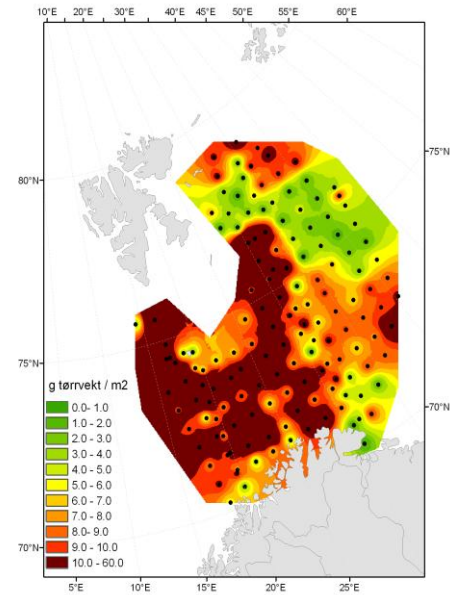 10°E 20°E 30°E 40°E 45°E 50°E 55°E 60°E
80°N
75°N
75°N
70°N
70°N
g tørrvekt / m2
0.0- 1.0
1.0 - 2.0
2.0 - 3.0
3.0 - 4.0
4.0 - 5.0
5.0 - 6.0
6.0 - 7.0
7.0 - 8.0
8.0- 9.0
9.0 - 10.0
10.0 - 60.0
5°E 10°E 15°E 20°E 25°E